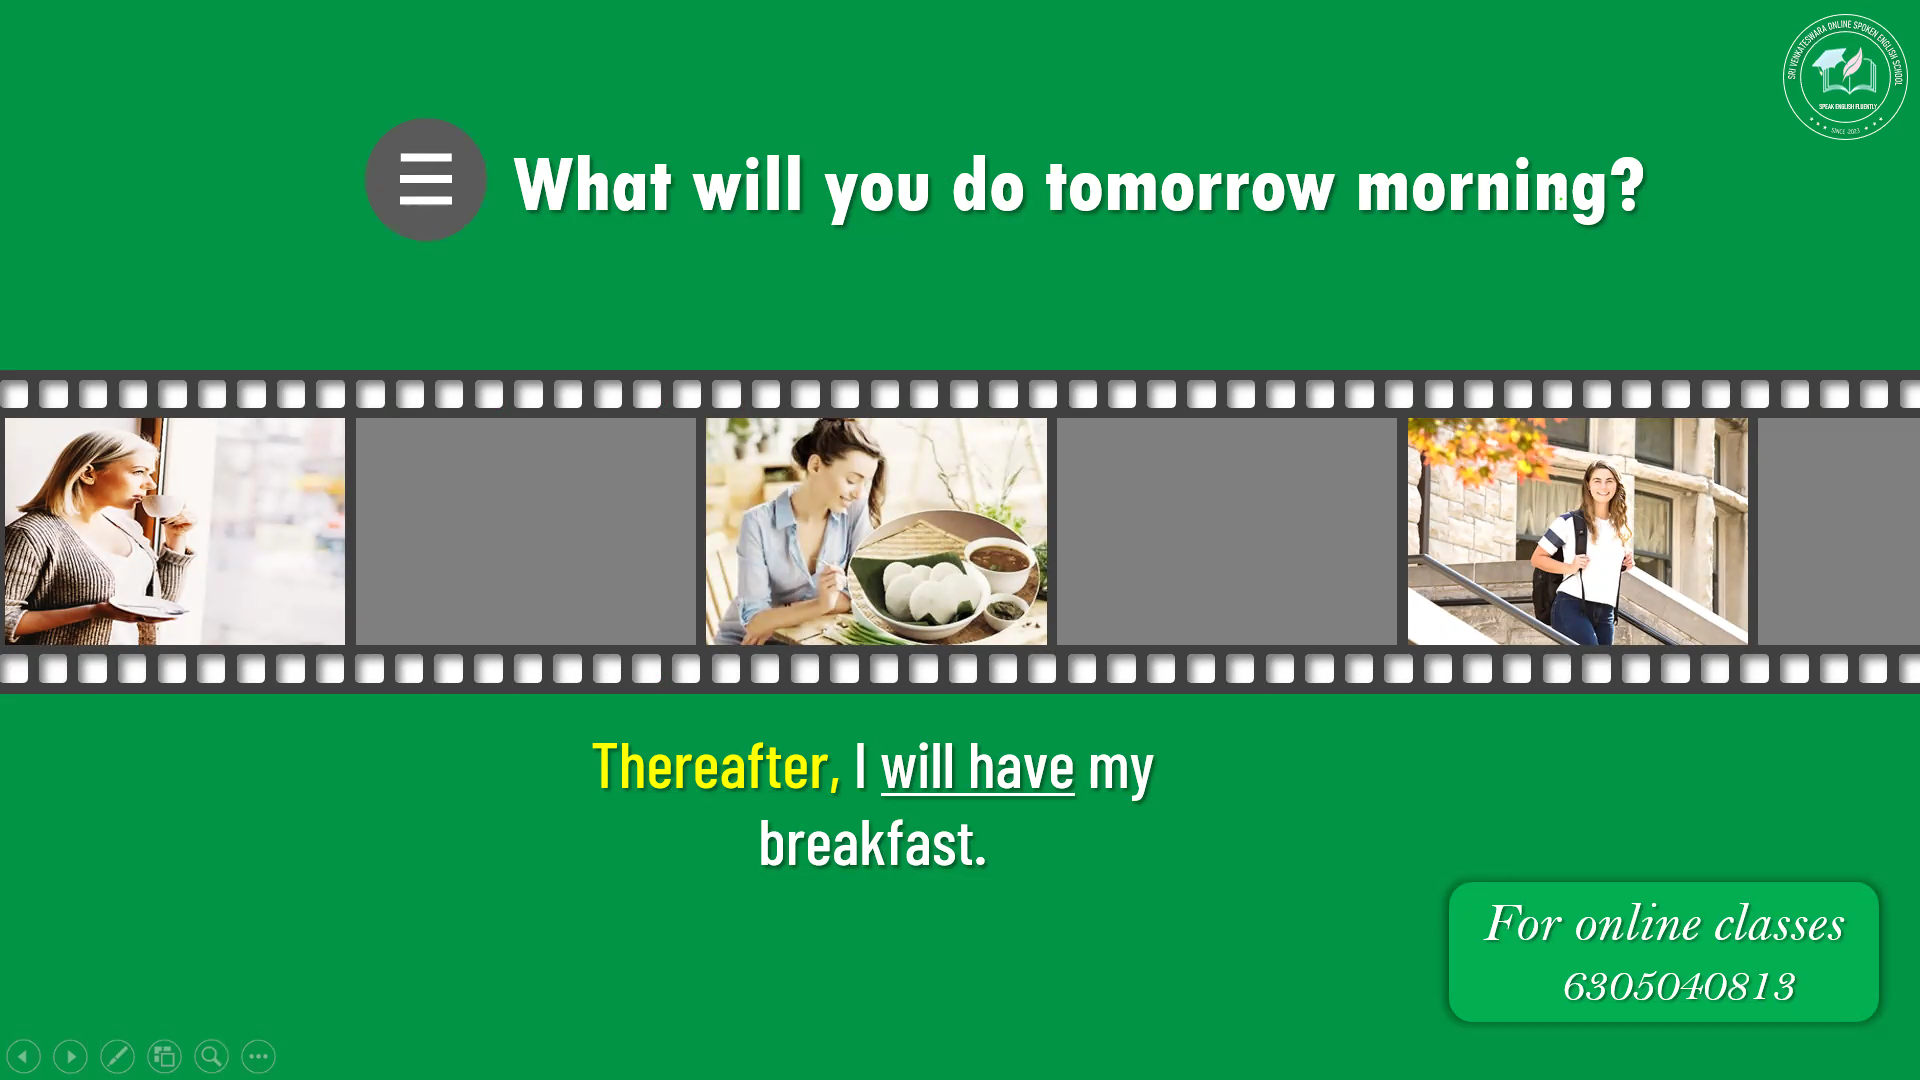 SRI VENKATESWARA ONLINE SPOKEN ENGLISH SCHOOL
SPEAK ENGLISH FLUENTLY
SINCE 2023
What will you do tomorrow morning?
Thereafter, I will have my
breakfast.
For online classes
6305040813